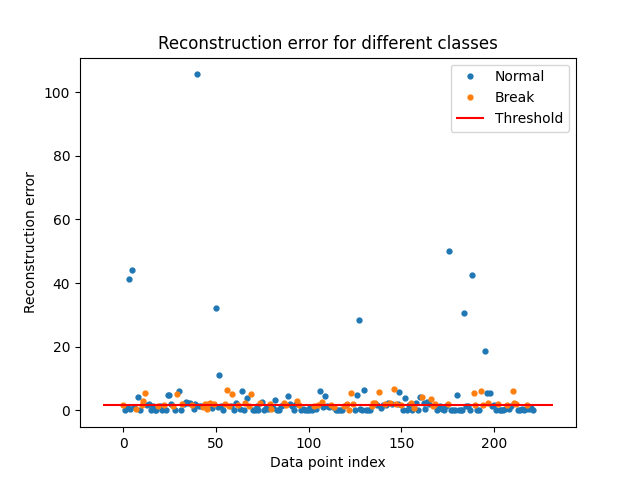 Reconstruction error for different classes
Normal
Break
Threshold
Reconstruction error
100
80
60
40
20
0
0
50
100
150
200
Data point index